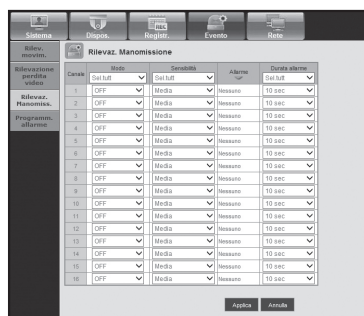 Sistema Dispos. Registr. Evento Rete
REC
Rilev. movim.
Rilevazione perdita video
Rilevaz. Manomiss.
Programm. allarme
Rilevaz. Manomissione
Canale Modo Sensibilità Allarme Durata alarme
Sel.tutt Sel.tutt Sel.tutt
1 OFF Media Nessuno 10 sec
2 OFF Media Nessuno 10 sec
3 OFF Media Nessuno 10 sec
4 OFF Media Nessuno 10 sec
5 OFF Media Nessuno 10 sec
6 OFF Media Nessuno 10 sec
7 OFF Media Nessuno 10 sec
8 OFF Media Nessuno 10 sec
9 OFF Media Nessuno 10 sec
10 OFF Media Nessuno 10 sec
11 OFF Media Nessuno 10 sec
12 OFF Media Nessuno 10 sec
13 OFF Media Nessuno 10 sec
14 OFF Media Nessuno 10 sec
15 OFF Media Nessuno 10 sec
16 OFF Media Nessuno 10 sec
Applica Annulla